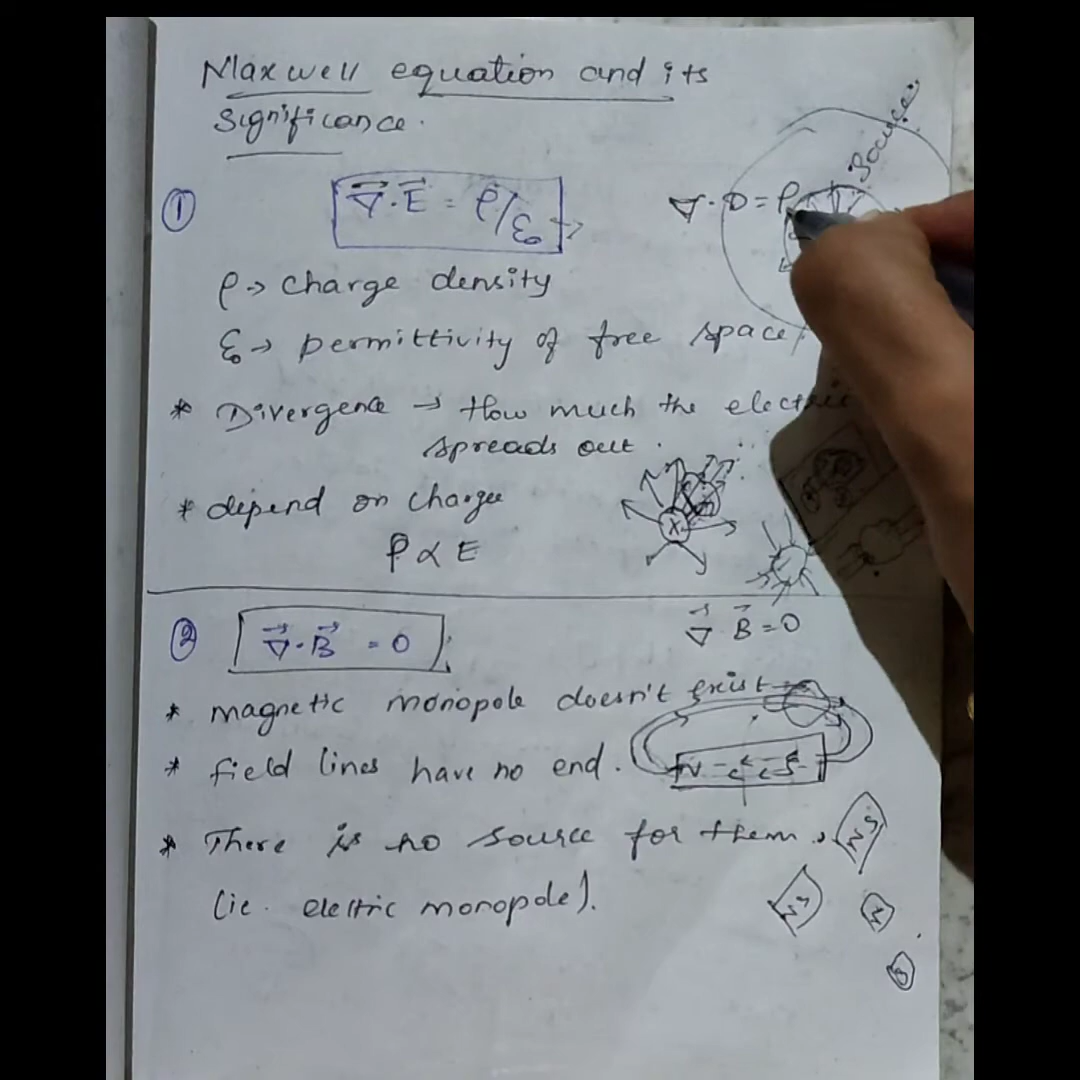 Maxwell equation and its
significance.
Source.
① ∇⃗·E⃗ = ρ/ε₀ →
∇·D = ρ
ρ → charge density
ε₀ → permittivity of free space
* Divergence → How much the electric
spreads out.
* depend on charge
ρ ∝ E
② ∇⃗·B⃗ = 0
∇⃗ B⃗ = 0
* magnetic monopole doesn't exist
* field lines have no end.
N S
* There is no source for them.
N S
(ie. electric monopole).
N S
N
S